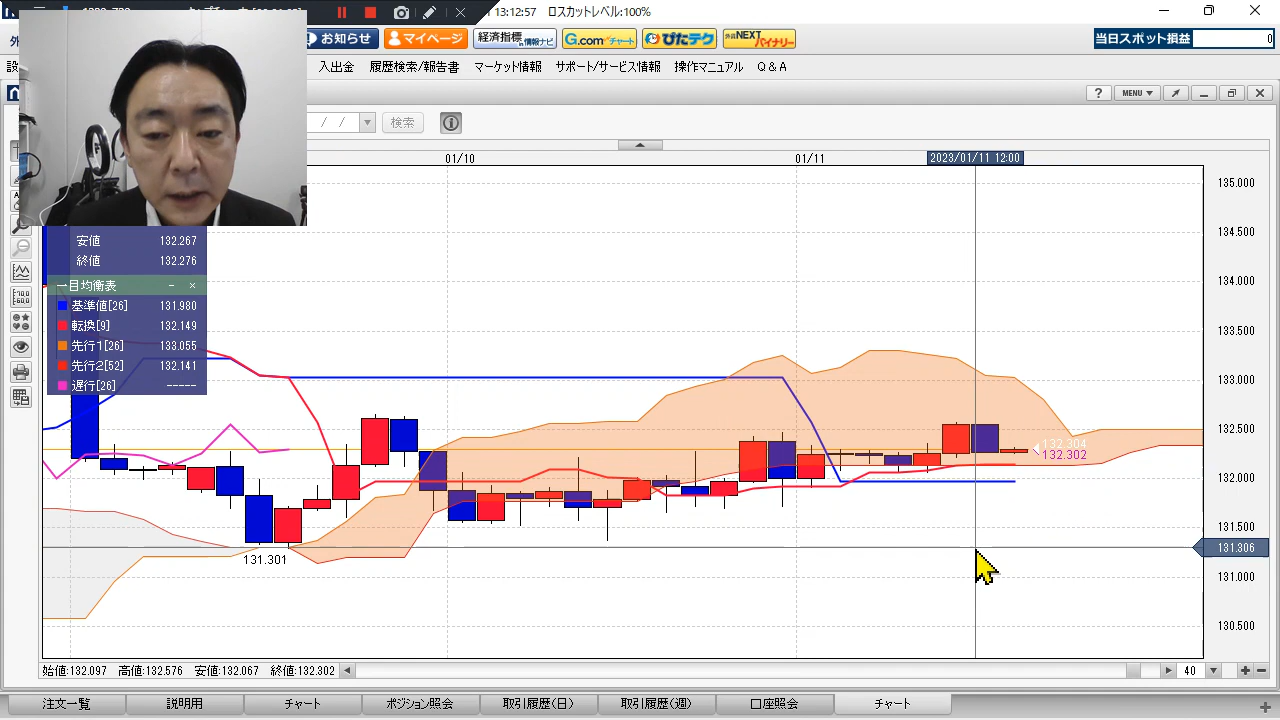 13:12:57 ロスカットレベル:100%
お知らせ
マイページ
経済指標
情報ナビ
G.comチャート
ぴたテク
外貨NEXT
バイナリー
当日スポット損益
0
入出金 履歴検索/報告書 マーケット情報 サポート/サービス情報 操作マニュアル Q&A
? MENU ▼
/ / 検索
01/10
01/11
2023/01/11 12:00
135.000
134.500
134.000
133.500
133.000
132.500
132.000
131.500
131.306
131.000
130.500
安値 132.267
終値 132.276
一目均衡表
基準値[26] 131.980
転換[9] 132.149
先行1[26] 133.055
先行2[52] 132.141
遅行[26] -----
132.304
132.302
131.301
始値:132.097 高値:132.576 安値:132.067 終値:132.302
40
注文一覧
説明用
チャート
ポジション照会
取引履歴(日)
取引履歴(週)
口座照会
チャート